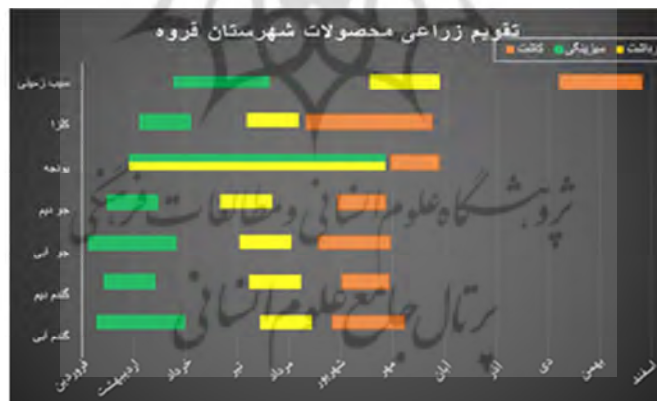 تقویم زراعی محصولات شهرستان قروه
کاشت سبزینگی برداشت
سیب زمینی
کلزا
یونجه
جو دیم
جو آبی
گندم دیم
گندم آبی
فروردین اردیبهشت خرداد تیر مرداد شهریور مهر آبان آذر دی بهمن اسفند
پژوهشگاه علوم انسانی و مطالعات فرهنگی
پرتال جامع علوم انسانی